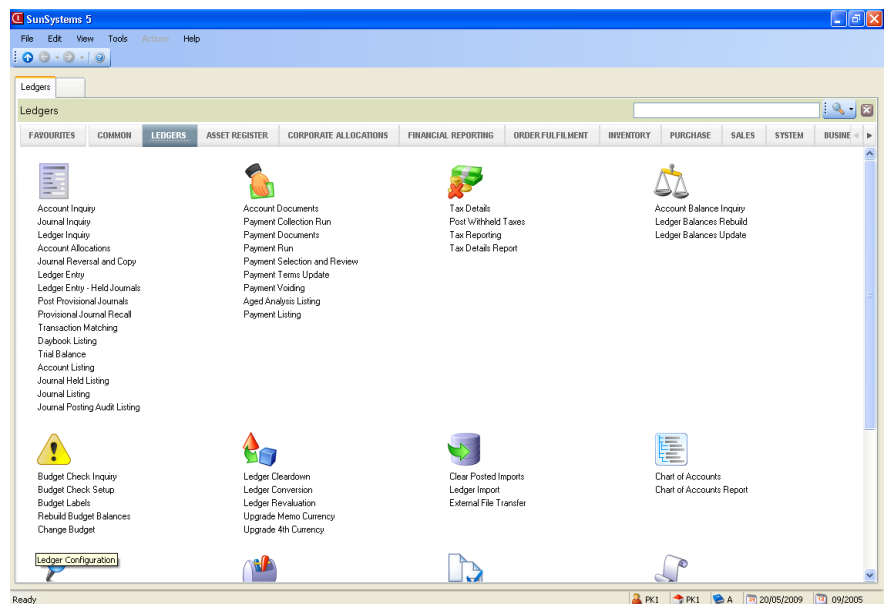 SunSystems 5
File Edit View Tools Actions Help
Ledgers
Ledgers
FAVOURITES COMMON LEDGERS ASSET REGISTER CORPORATE ALLOCATIONS FINANCIAL REPORTING ORDER FULFILMENT INVENTORY PURCHASE SALES SYSTEM BUSINE
Account Inquiry
Journal Inquiry
Ledger Inquiry
Account Allocations
Journal Reversal and Copy
Ledger Entry
Ledger Entry - Held Journals
Post Provisional Journals
Provisional Journal Recall
Transaction Matching
Daybook Listing
Trial Balance
Account Listing
Journal Held Listing
Journal Listing
Journal Posting Audit Listing
Account Documents
Payment Collection Run
Payment Documents
Payment Run
Payment Selection and Review
Payment Terms Update
Payment Voiding
Aged Analysis Listing
Payment Listing
Tax Details
Post Withheld Taxes
Tax Reporting
Tax Details Report
Account Balance Inquiry
Ledger Balances Rebuild
Ledger Balances Update
Budget Check Inquiry
Budget Check Setup
Budget Labels
Rebuild Budget Balances
Change Budget
Ledger Cleardown
Ledger Conversion
Ledger Revaluation
Upgrade Memo Currency
Upgrade 4th Currency
Clear Posted Imports
Ledger Import
External File Transfer
Chart of Accounts
Chart of Accounts Report
Ledger Configuration
Ready PK1 PK1 A 20/05/2009 09/2005